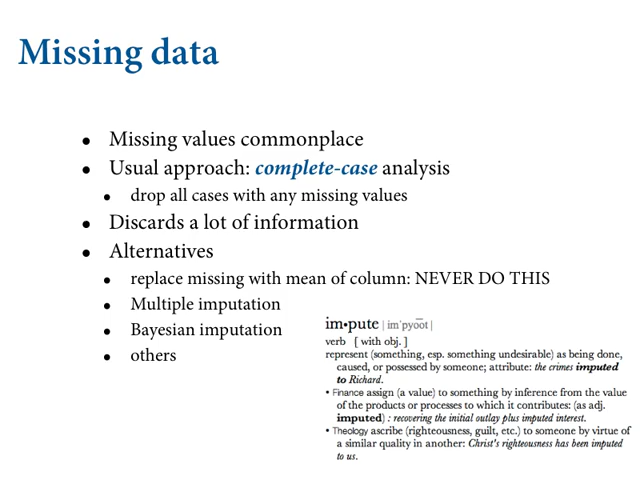 Missing data
• Missing values commonplace
• Usual approach: complete-case analysis
• drop all cases with any missing values
• Discards a lot of information
• Alternatives
• replace missing with mean of column: NEVER DO THIS
• Multiple imputation
• Bayesian imputation
• others
im•pute | im'pyo͞ot |
verb [ with obj. ]
represent (something, esp. something undesirable) as being done,
caused, or possessed by someone; attribute: the crimes imputed
to Richard.
• Finance assign (a value) to something by inference from the value
of the products or processes to which it contributes: (as adj.
imputed) : recovering the initial outlay plus imputed interest.
• Theology ascribe (righteousness, guilt, etc.) to someone by virtue of
a similar quality in another: Christ's righteousness has been imputed
to us.